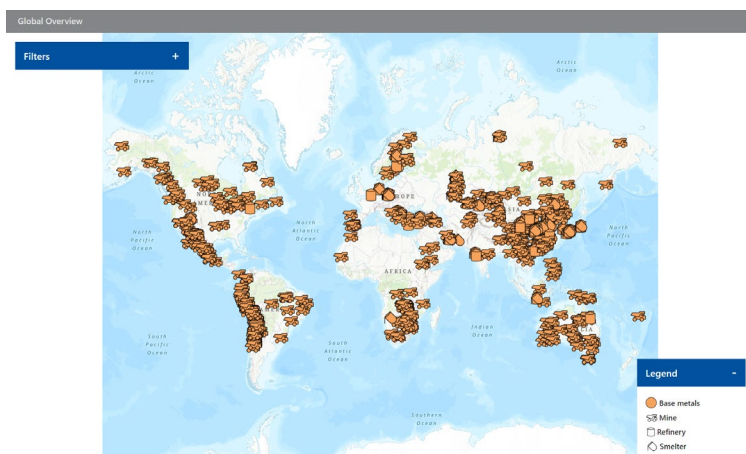 Global Overview
Filters +
Arctic
Ocean
Arctic
Ocean
North
Pacific
Ocean
North
Atlantic
Ocean
North
Pacific
Ocean
AFRICA
South
Pacific
Ocean
South
Atlantic
Ocean
Indian
Ocean
Southern
Ocean
Legend -
Base metals
Mine
Refinery
Smelter